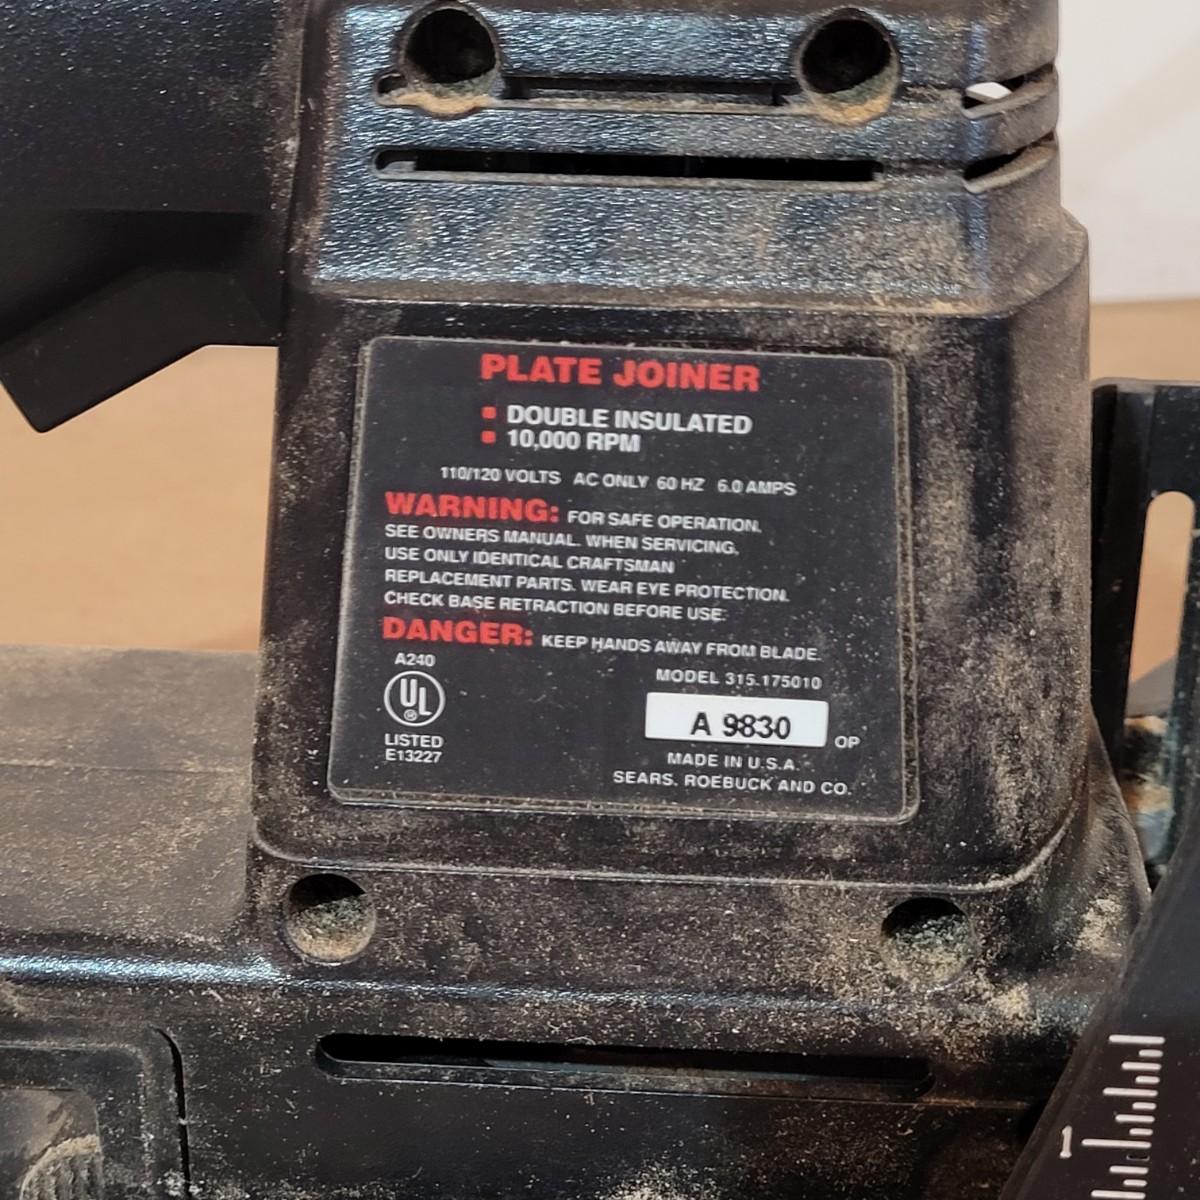 PLATE JOINER
▪ DOUBLE INSULATED
▪ 10,000 RPM
110/120 VOLTS AC ONLY 60 HZ 6.0 AMPS
WARNING: FOR SAFE OPERATION,
SEE OWNERS MANUAL. WHEN SERVICING,
USE ONLY IDENTICAL CRAFTSMAN
REPLACEMENT PARTS. WEAR EYE PROTECTION.
CHECK BASE RETRACTION BEFORE USE.
DANGER: KEEP HANDS AWAY FROM BLADE.
A240
UL ®
LISTED
E13227
MODEL 315.175010
A 9830 OP
MADE IN U.S.A.
SEARS, ROEBUCK AND CO.
1